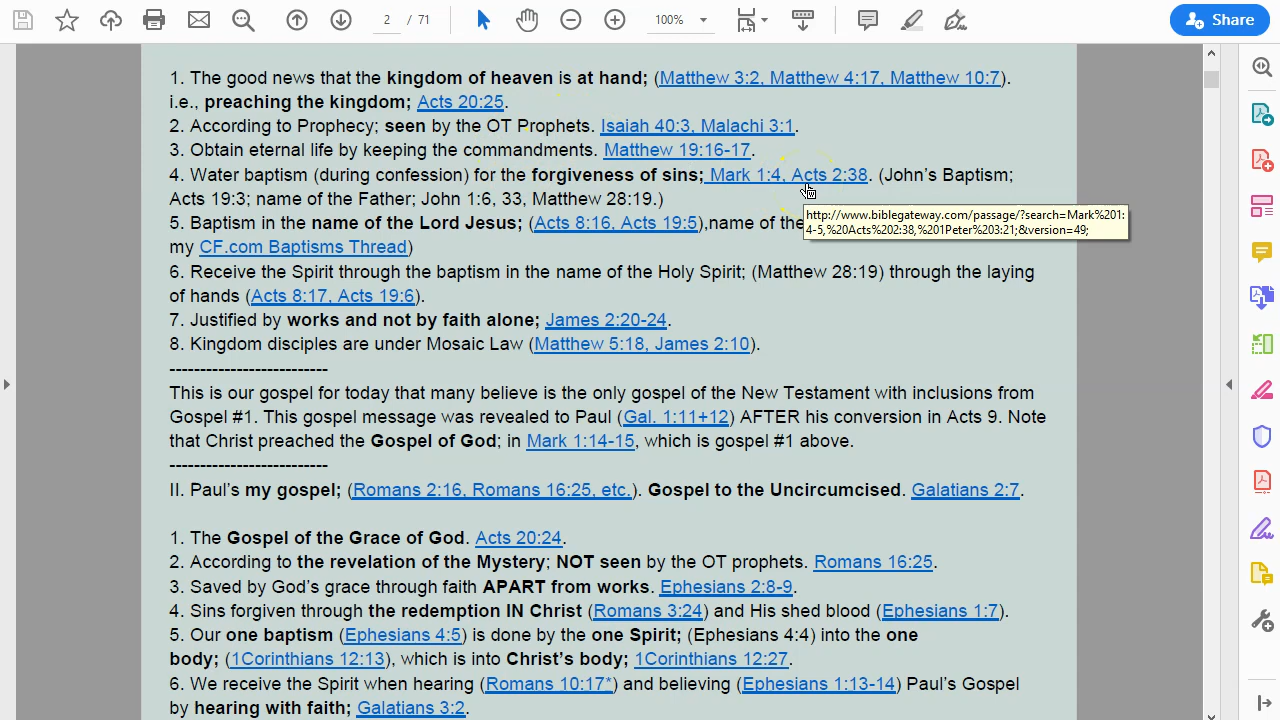 2 / 71
100%
Share
1. The good news that the kingdom of heaven is at hand; (Matthew 3:2, Matthew 4:17, Matthew 10:7).
i.e., preaching the kingdom; Acts 20:25.
2. According to Prophecy; seen by the OT Prophets. Isaiah 40:3, Malachi 3:1.
3. Obtain eternal life by keeping the commandments. Matthew 19:16-17.
4. Water baptism (during confession) for the forgiveness of sins; Mark 1:4, Acts 2:38. (John's Baptism;
Acts 19:3; name of the Father; John 1:6, 33, Matthew 28:19.)
5. Baptism in the name of the Lord Jesus; (Acts 8:16, Acts 19:5),name of the
http://www.biblegateway.com/passage/?search=Mark%201:
4-5,%20Acts%202:38,%201Peter%203:21;&version=49;
my CF.com Baptisms Thread)
6. Receive the Spirit through the baptism in the name of the Holy Spirit; (Matthew 28:19) through the laying
of hands (Acts 8:17, Acts 19:6).
7. Justified by works and not by faith alone; James 2:20-24.
8. Kingdom disciples are under Mosaic Law (Matthew 5:18, James 2:10).
--------------------------
This is our gospel for today that many believe is the only gospel of the New Testament with inclusions from
Gospel #1. This gospel message was revealed to Paul (Gal. 1:11+12) AFTER his conversion in Acts 9. Note
that Christ preached the Gospel of God; in Mark 1:14-15, which is gospel #1 above.
--------------------------
II. Paul's my gospel; (Romans 2:16, Romans 16:25, etc.). Gospel to the Uncircumcised. Galatians 2:7.
1. The Gospel of the Grace of God. Acts 20:24.
2. According to the revelation of the Mystery; NOT seen by the OT prophets. Romans 16:25.
3. Saved by God's grace through faith APART from works. Ephesians 2:8-9.
4. Sins forgiven through the redemption IN Christ (Romans 3:24) and His shed blood (Ephesians 1:7).
5. Our one baptism (Ephesians 4:5) is done by the one Spirit; (Ephesians 4:4) into the one
body; (1Corinthians 12:13), which is into Christ's body; 1Corinthians 12:27.
6. We receive the Spirit when hearing (Romans 10:17*) and believing (Ephesians 1:13-14) Paul's Gospel
by hearing with faith; Galatians 3:2.